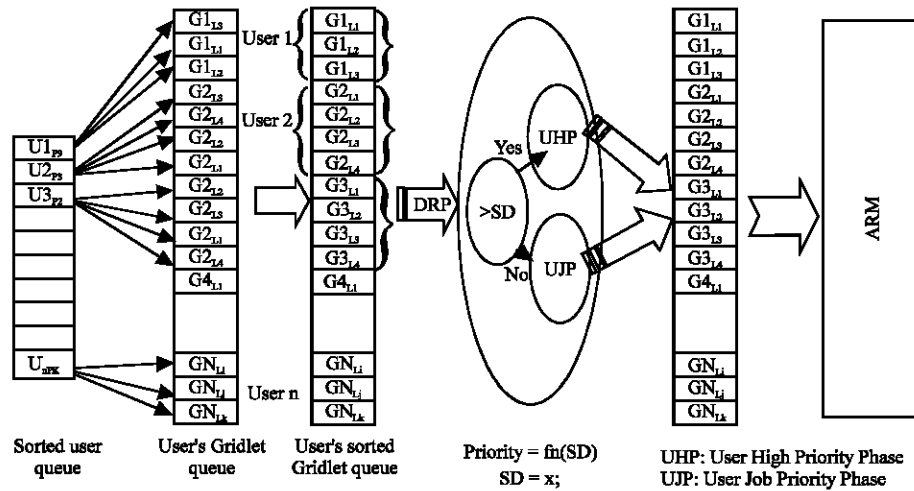 U1P9
U2P3
U3P2
UnPK
Sorted user
queue
G1L3
G1L1
G1L2
G2L3
G2L4
G2L2
G2L1
G2L2
G2L3
G2L1
G2L4
G4L1
GNLi
GNLj
GNLk
User's Gridlet
queue
User 1
User 2
User n
G1L1
G1L2
G1L3
G2L1
G2L2
G2L3
G2L4
G3L1
G3L2
G3L3
G3L4
G4L1
GNLi
GNLj
GNLk
User's sorted
Gridlet queue
DRP
>SD
Yes
No
UHP
UJP
Priority = fn(SD)
SD = x;
G1L1
G1L2
G1L3
G2L1
G2L2
G2L3
G2L4
G3L1
G3L2
G3L3
G3L4
G4L1
GNLi
GNLj
GNLk
ARM
UHP: User High Priority Phase
UJP: User Job Priority Phase